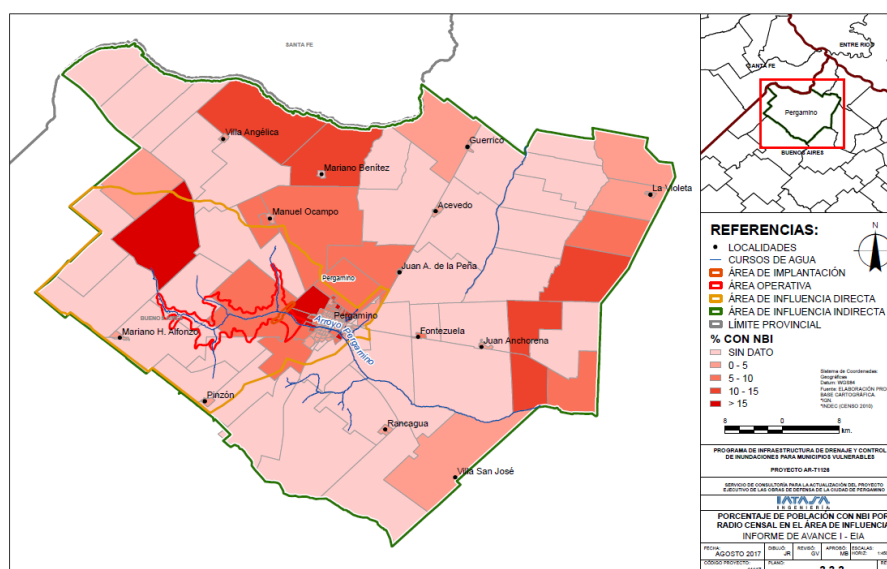 SANTA FE
Villa Angélica
Guerrico
Mariano Benítez
La Violeta
Manuel Ocampo
Acevedo
Juan A. de la Peña
Pergamino
Pergamino
Arroyo Pergamino
Mariano H. Alfonzo
Fontezuela
Juan Anchorena
Pinzón
Rancagua
Villa San José
ENTRE RIOS
SANTA FE
Pergamino
BUENOS AIRES
REFERENCIAS:
N
LOCALIDADES
CURSOS DE AGUA
ÁREA DE IMPLANTACIÓN
ÁREA OPERATIVA
ÁREA DE INFLUENCIA DIRECTA
ÁREA DE INFLUENCIA INDIRECTA
LÍMITE PROVINCIAL
% CON NBI
SIN DATO
0 - 5
5 - 10
10 - 15
> 15
Sistema de Coordenadas:
Geográficas
Datum: WGS84
Fuente: ELABORACIÓN
BASE CARTOGRÁFICA.
*IGN.
*INDEC (CENSO 2010)
km.
PROGRAMA DE INFRAESTRUCTURA DE DRENAJE Y CONTROL
DE INUNDACIONES PARA MUNICIPIOS VULNERABLES
PROYECTO AR-T1126
SERVICIO DE CONSULTORÍA PARA LA ACTUALIZACIÓN DEL PROYECTO
EJECUTIVO DE LAS OBRAS DE DEFENSA DE LA CIUDAD DE PERGAMINO
IATASA
INGENIERÍA
PORCENTAJE DE POBLACIÓN CON NBI POR
RADIO CENSAL EN EL ÁREA DE INFLUENCIA
INFORME DE AVANCE I - EIA
FECHA: DIBUJÓ: REVISÓ: APROBÓ: ESCALAS:
AGOSTO 2017 JR GV MB HORIZ:
CÓDIGO PROYECTO: PLANO: